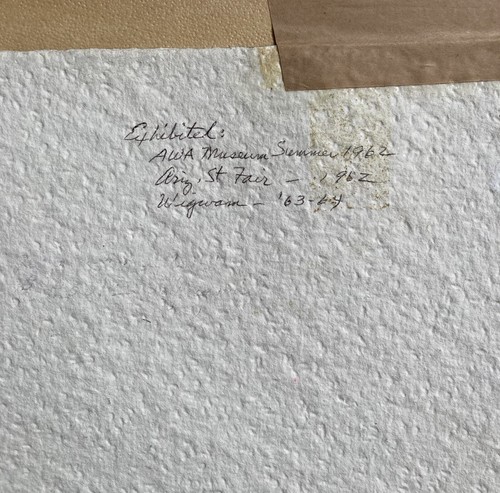 Exhibited:
AWA Museum Summer 1962
Ariz. St Fair - 1962
Wigwam - '63-64